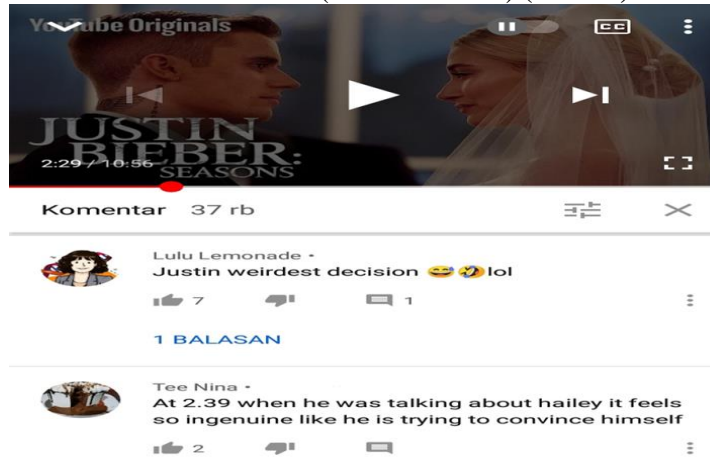 YouTube Originals
CC
JUSTIN
BIEBER:
2:29 / 10:56
SEASONS
Komentar 37 rb
Lulu Lemonade •
Justin weirdest decision 😅🤣lol
7 1
1 BALASAN
Tee Nina •
At 2.39 when he was talking about hailey it feels
so ingenuine like he is trying to convince himself
2